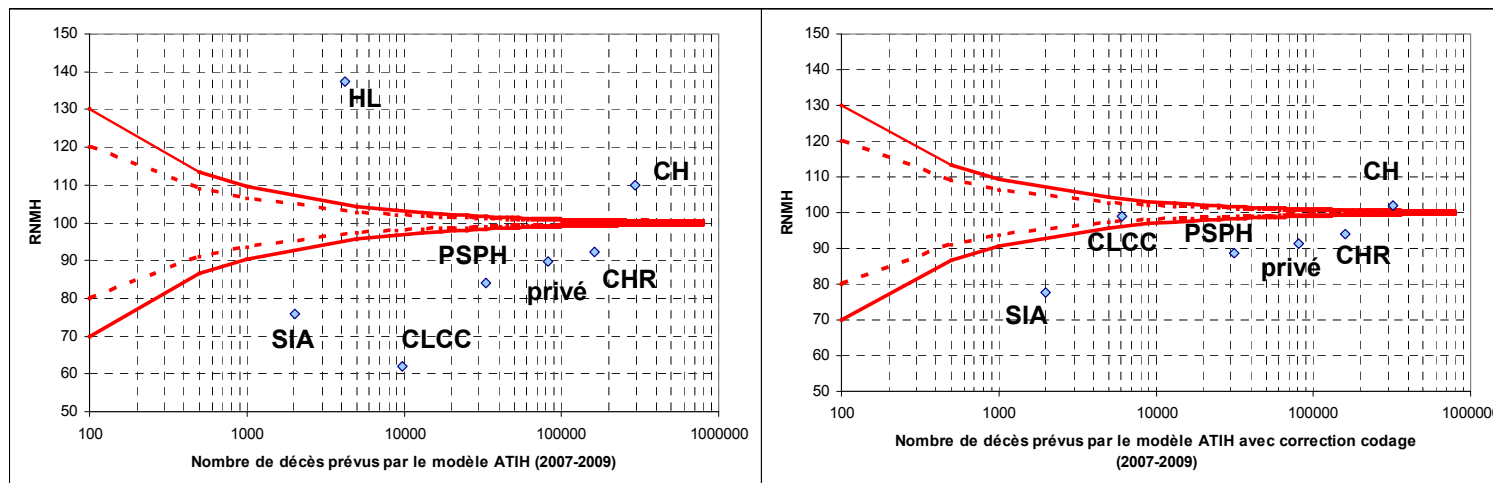 150
140
130
120
110
100
90
80
70
60
50
RNMH
HL
CH
PSPH
privé
CHR
SIA
CLCC
100
1000
10000
100000
1000000
Nombre de décès prévus par le modèle ATIH (2007-2009)
150
140
130
120
110
100
90
80
70
60
50
RNMH
CH
CLCC
PSPH
privé
CHR
SIA
100
1000
10000
100000
1000000
Nombre de décès prévus par le modèle ATIH avec correction codage
(2007-2009)